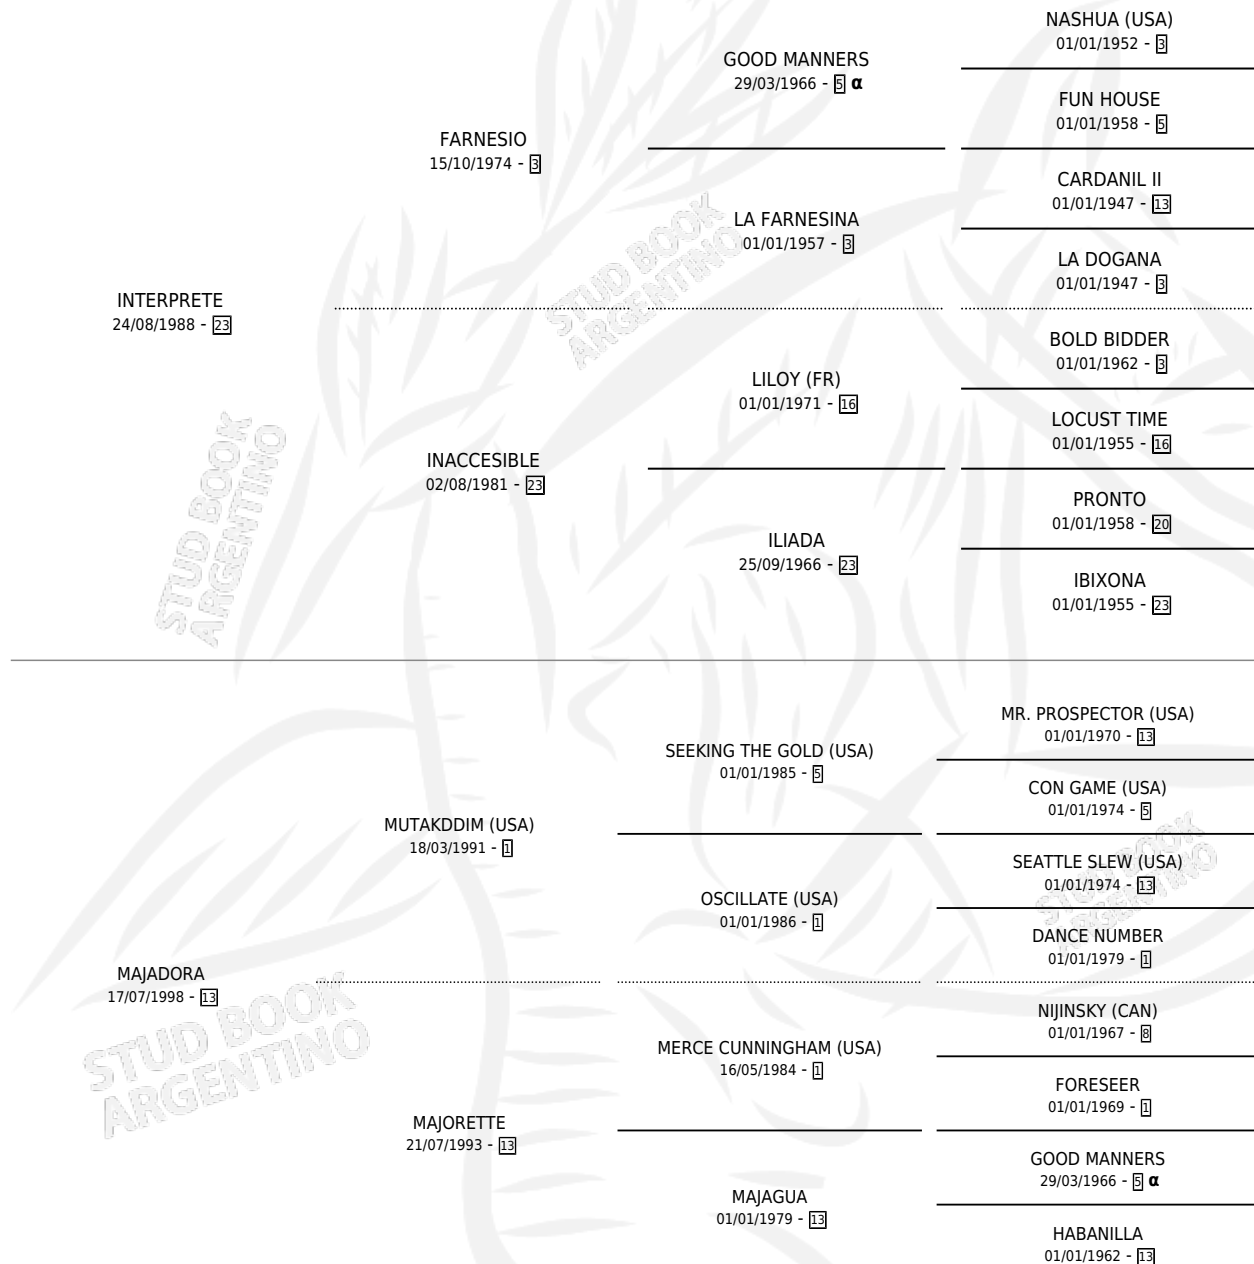 NASHUA (USA)
01/01/1952 - 3
GOOD MANNERS
29/03/1966 - 5 α
FUN HOUSE
01/01/1958 - 5
FARNESIO
15/10/1974 - 3
CARDANIL II
01/01/1947 - 13
LA FARNESINA
01/01/1957 - 3
LA DOGANA
01/01/1947 - 3
INTERPRETE
24/08/1988 - 23
BOLD BIDDER
01/01/1962 - 3
LILOY (FR)
01/01/1971 - 16
LOCUST TIME
01/01/1955 - 16
INACCESIBLE
02/08/1981 - 23
PRONTO
01/01/1958 - 20
ILIADA
25/09/1966 - 23
IBIXONA
01/01/1955 - 23
STUD BOOK
ARGENTINO
STUD BOOK
ARGENTINO
MR. PROSPECTOR (USA)
01/01/1970 - 13
SEEKING THE GOLD (USA)
01/01/1985 - 5
CON GAME (USA)
01/01/1974 - 5
MUTAKDDIM (USA)
18/03/1991 - 1
SEATTLE SLEW (USA)
01/01/1974 - 13
OSCILLATE (USA)
01/01/1986 - 1
DANCE NUMBER
01/01/1979 - 1
MAJADORA
17/07/1998 - 13
NIJINSKY (CAN)
01/01/1967 - 8
MERCE CUNNINGHAM (USA)
16/05/1984 - 1
FORESEER
01/01/1969 - 1
MAJORETTE
21/07/1993 - 13
GOOD MANNERS
29/03/1966 - 5 α
MAJAGUA
01/01/1979 - 13
HABANILLA
01/01/1962 - 13
STUD BOOK
ARGENTINO
STUD BOOK
ARGENTINO